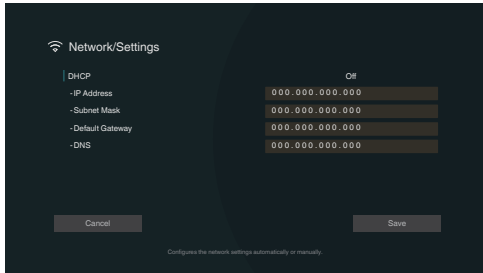 Network/Settings
DHCP Off
-IP Address 000.000.000.000
-Subnet Mask 000.000.000.000
-Default Gateway 000.000.000.000
-DNS 000.000.000.000
Cancel Save
Configures the network settings automatically or manually.